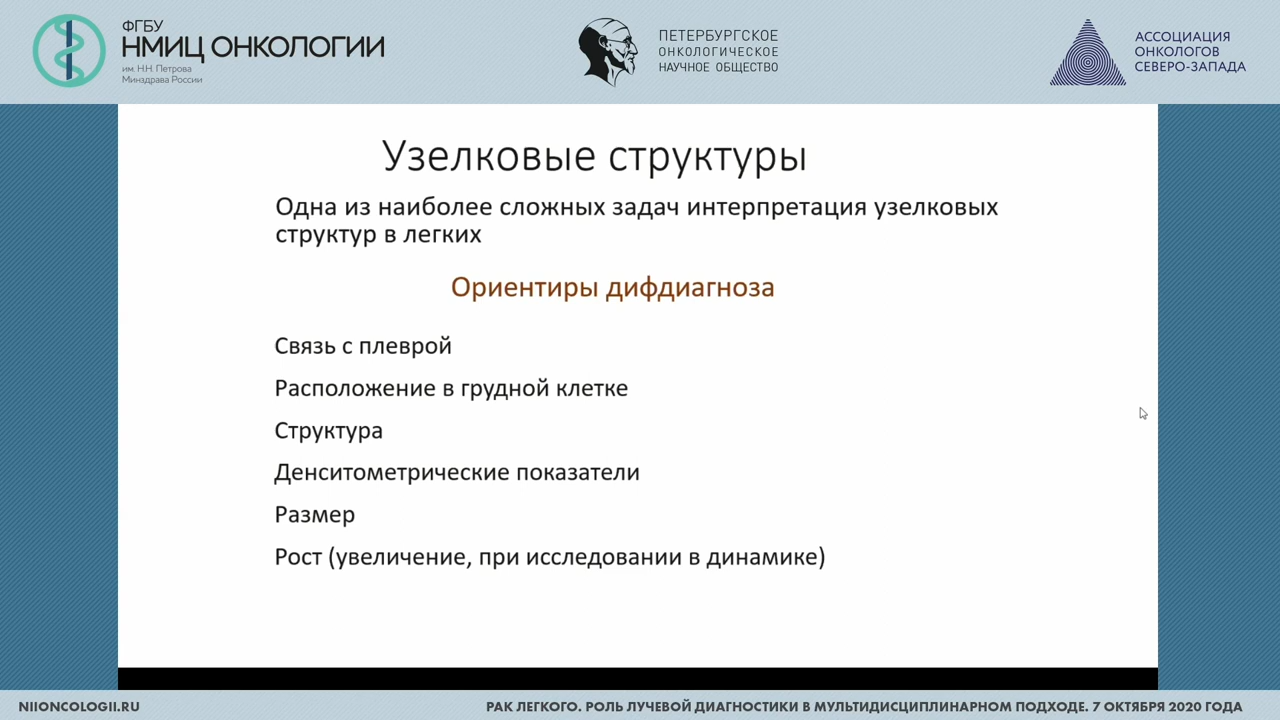 ФГБУ
НМИЦ ОНКОЛОГИИ
им. Н.Н. Петрова
Минздрава России
ПЕТЕРБУРГСКОЕ
ОНКОЛОГИЧЕСКОЕ
НАУЧНОЕ ОБЩЕСТВО
АССОЦИАЦИЯ
ОНКОЛОГОВ
СЕВЕРО-ЗАПАДА
Узелковые структуры
Одна из наиболее сложных задач интерпретация узелковых
структур в легких
Ориентиры дифдиагноза
Связь с плеврой
Расположение в грудной клетке
Структура
Денситометрические показатели
Размер
Рост (увеличение, при исследовании в динамике)
NIIONCOLOGII.RU
РАК ЛЕГКОГО. РОЛЬ ЛУЧЕВОЙ ДИАГНОСТИКИ В МУЛЬТИДИСЦИПЛИНАРНОМ ПОДХОДЕ. 7 ОКТЯБРЯ 2020 ГОДА